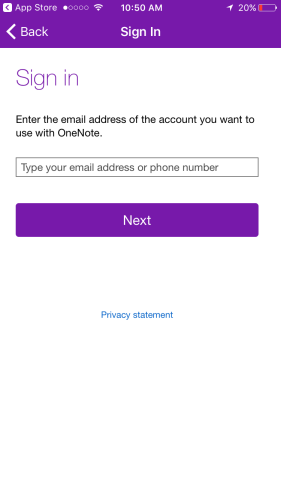 App Store 10:50 AM 20%
Back Sign In
Sign in
Enter the email address of the account you want to
use with OneNote.
Type your email address or phone number
Next
Privacy statement